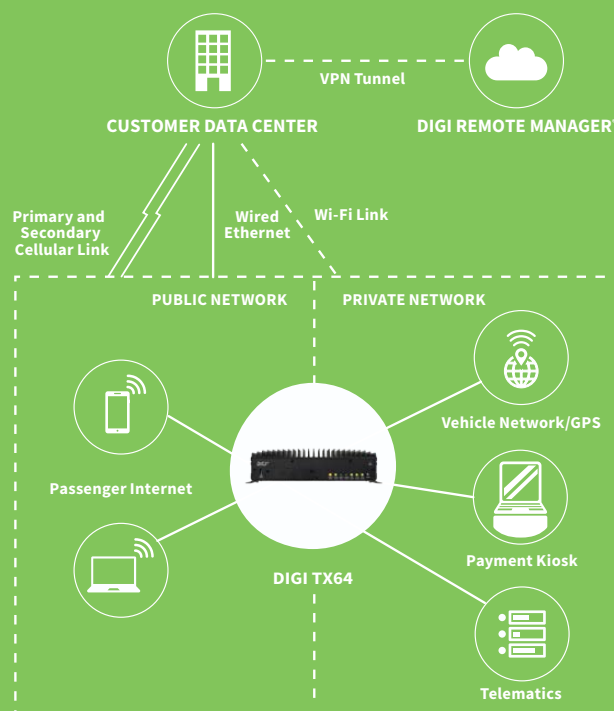 VPN Tunnel
CUSTOMER DATA CENTER
DIGI REMOTE MANAGER
Primary and
Secondary
Cellular Link
Wired
Ethernet
Wi-Fi Link
PUBLIC NETWORK
PRIVATE NETWORK
Vehicle Network/GPS
Passenger Internet
Payment Kiosk
DIGI TX64
Telematics